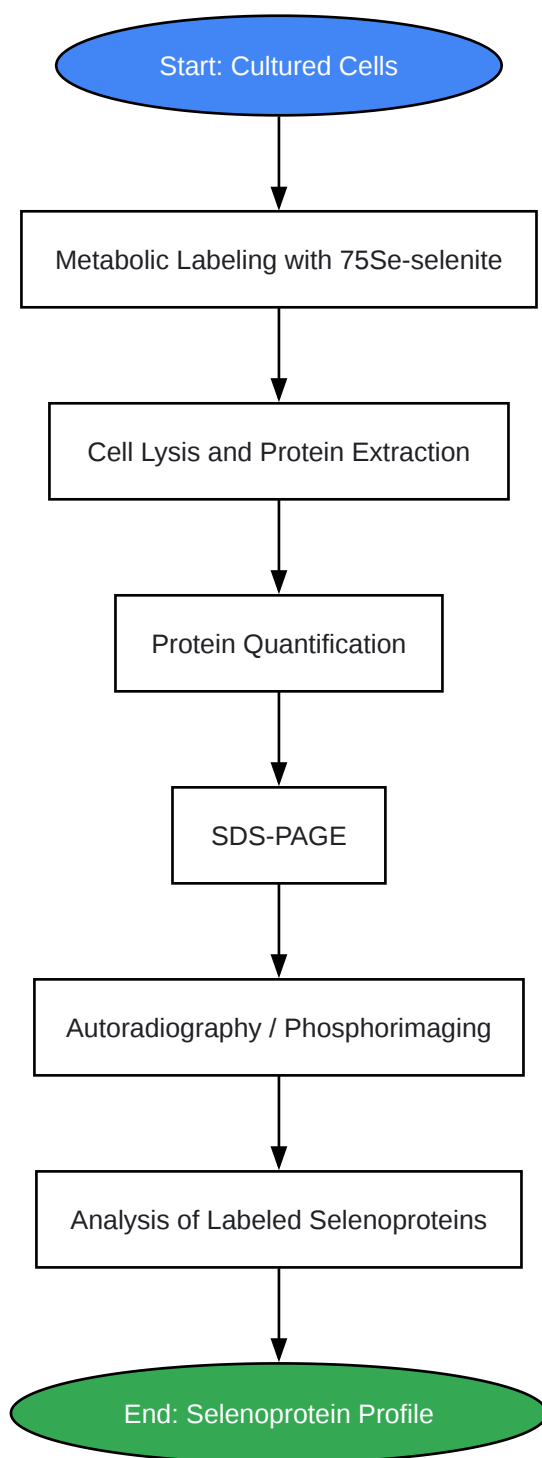 Start: Cultured Cells
Metabolic Labeling with 75Se-selenite
Cell Lysis and Protein Extraction
Protein Quantification
SDS-PAGE
Autoradiography / Phosphorimaging
Analysis of Labeled Selenoproteins
End: Selenoprotein Profile